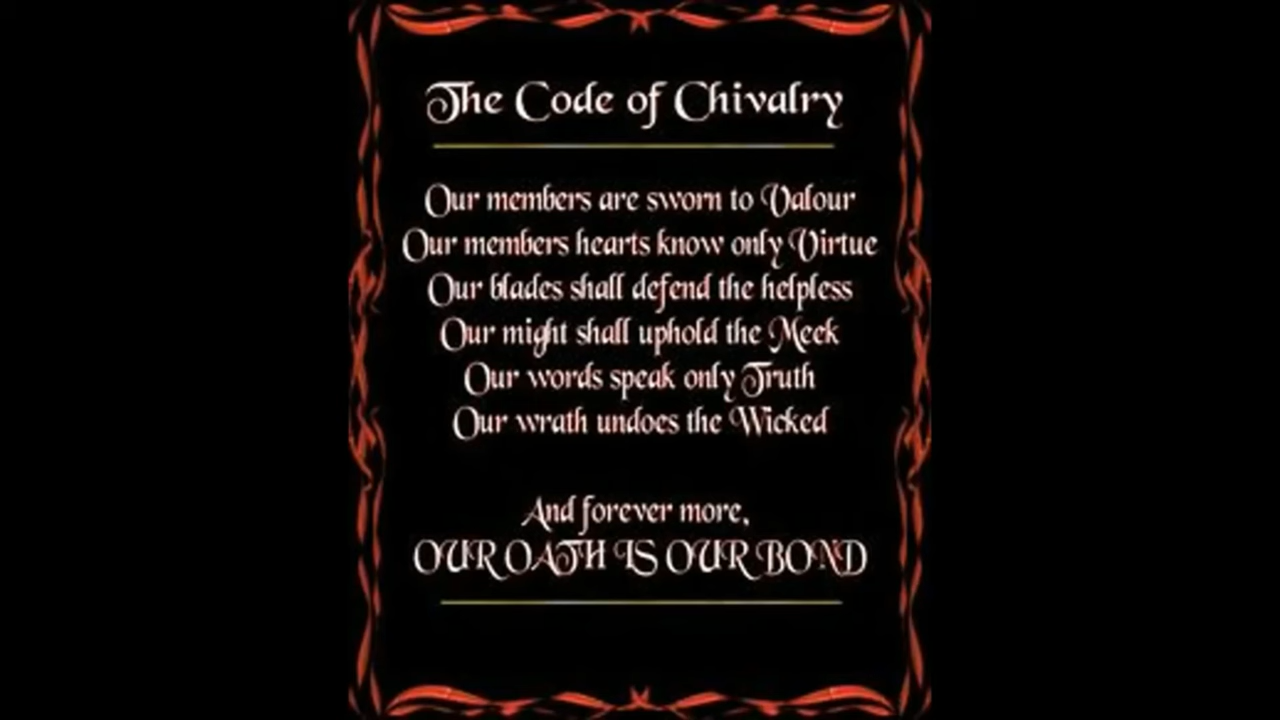 The Code of Chivalry
Our members are sworn to Valour
Our members hearts know only Virtue
Our blades shall defend the helpless
Our might shall uphold the Meek
Our words speak only Truth
Our wrath undoes the Wicked
And forever more,
OUR OATH IS OUR BOND